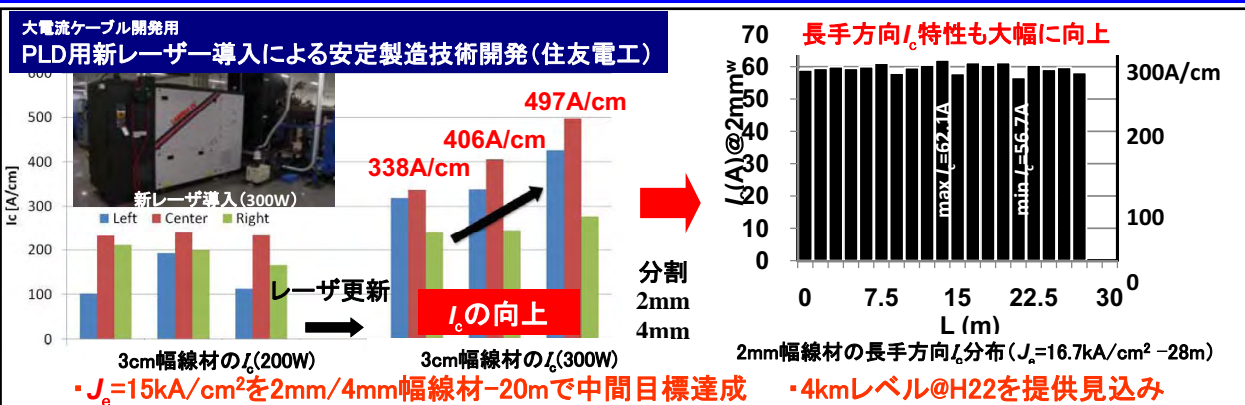 大電流ケーブル開発用
PLD用新レーザー導入による安定製造技術開発（住友電工）
600
500
400
300
200
100
0
Ic [A/cm]
新レーザ導入（300W）
Left Center Right
338A/cm
406A/cm
497A/cm
レーザ更新
Icの向上
3cm幅線材のIc(200W)
3cm幅線材のIc(300W)
分割
2mm
4mm
長手方向Ic特性も大幅に向上
70
60
50
40
30
20
10
0
Ic(A)@2mmw
300A/cm
200
100
0
max Ic=62.1A
min Ic=56.7A
0 7.5 15 22.5 30
L (m)
2mm幅線材の長手方向Ic分布（Je=16.7kA/cm2 −28m）
・Je=15kA/cm2を2mm/4mm幅線材−20mで中間目標達成 ・4kmレベル@H22を提供見込み